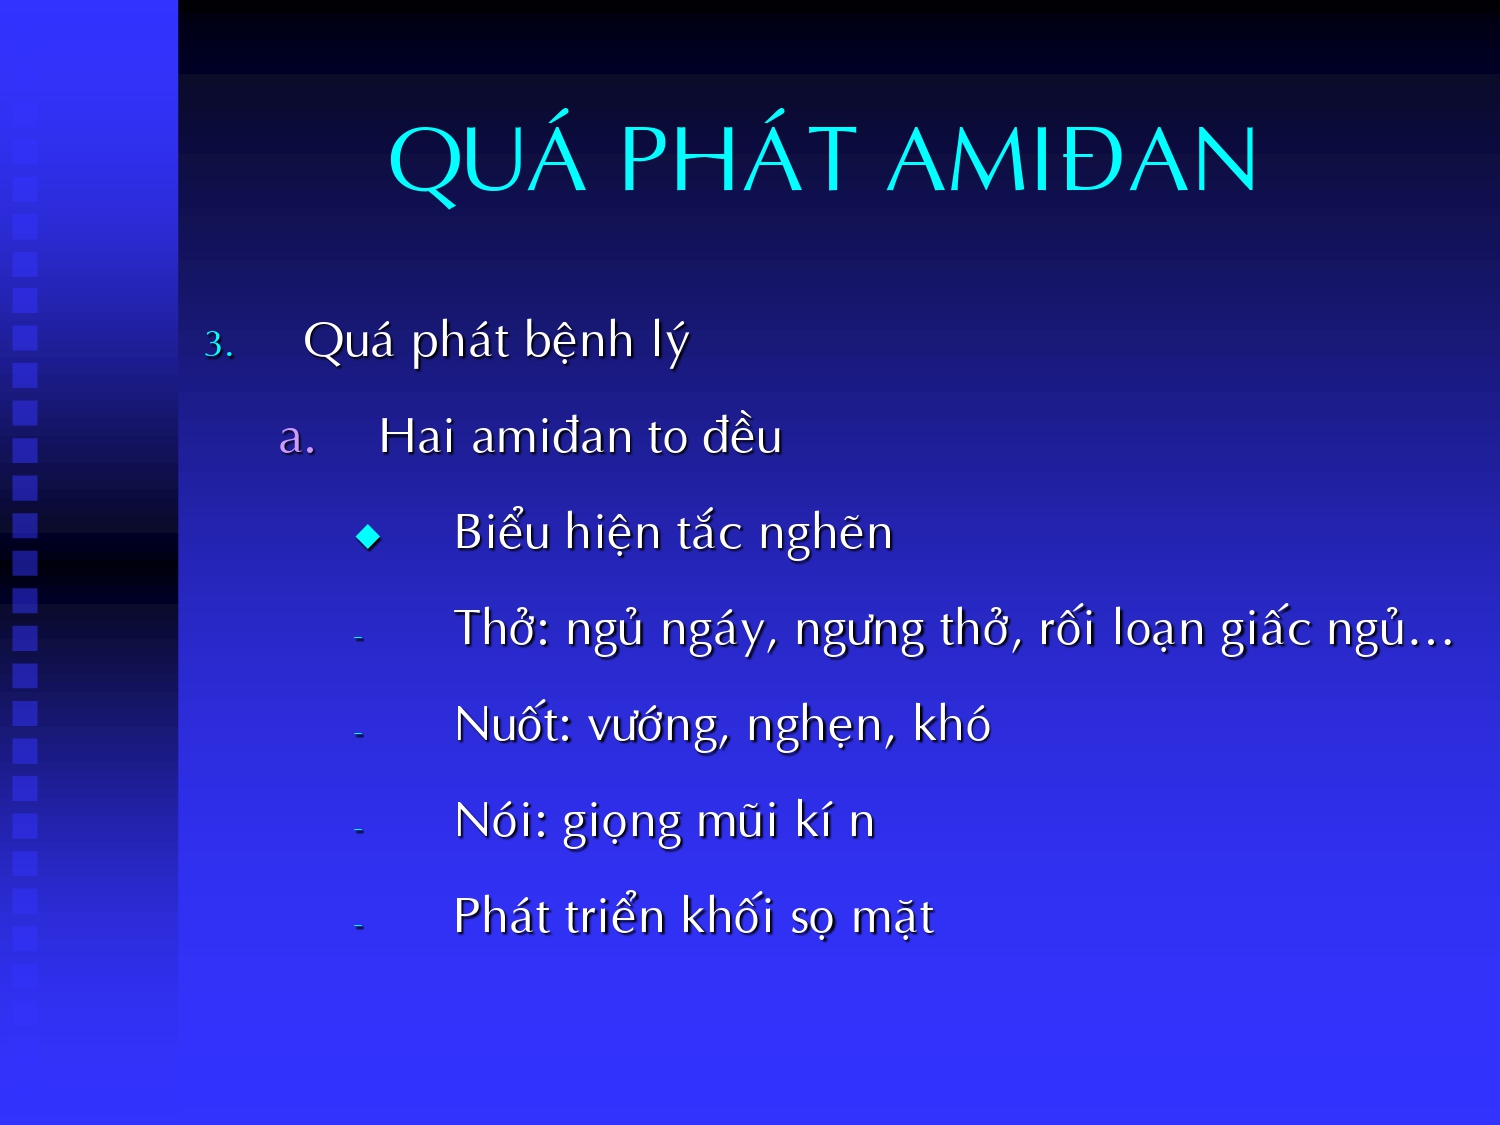 QUÁ PHÁT AMIĐAN
3. Quá phát bệnh lý
a. Hai amiđan to đều
◆ Biểu hiện tắc nghẽn
- Thở: ngủ ngáy, ngưng thở, rối loạn giấc ngủ…
- Nuốt: vướng, nghẹn, khó
- Nói: giọng mũi kí n
- Phát triển khối sọ mặt